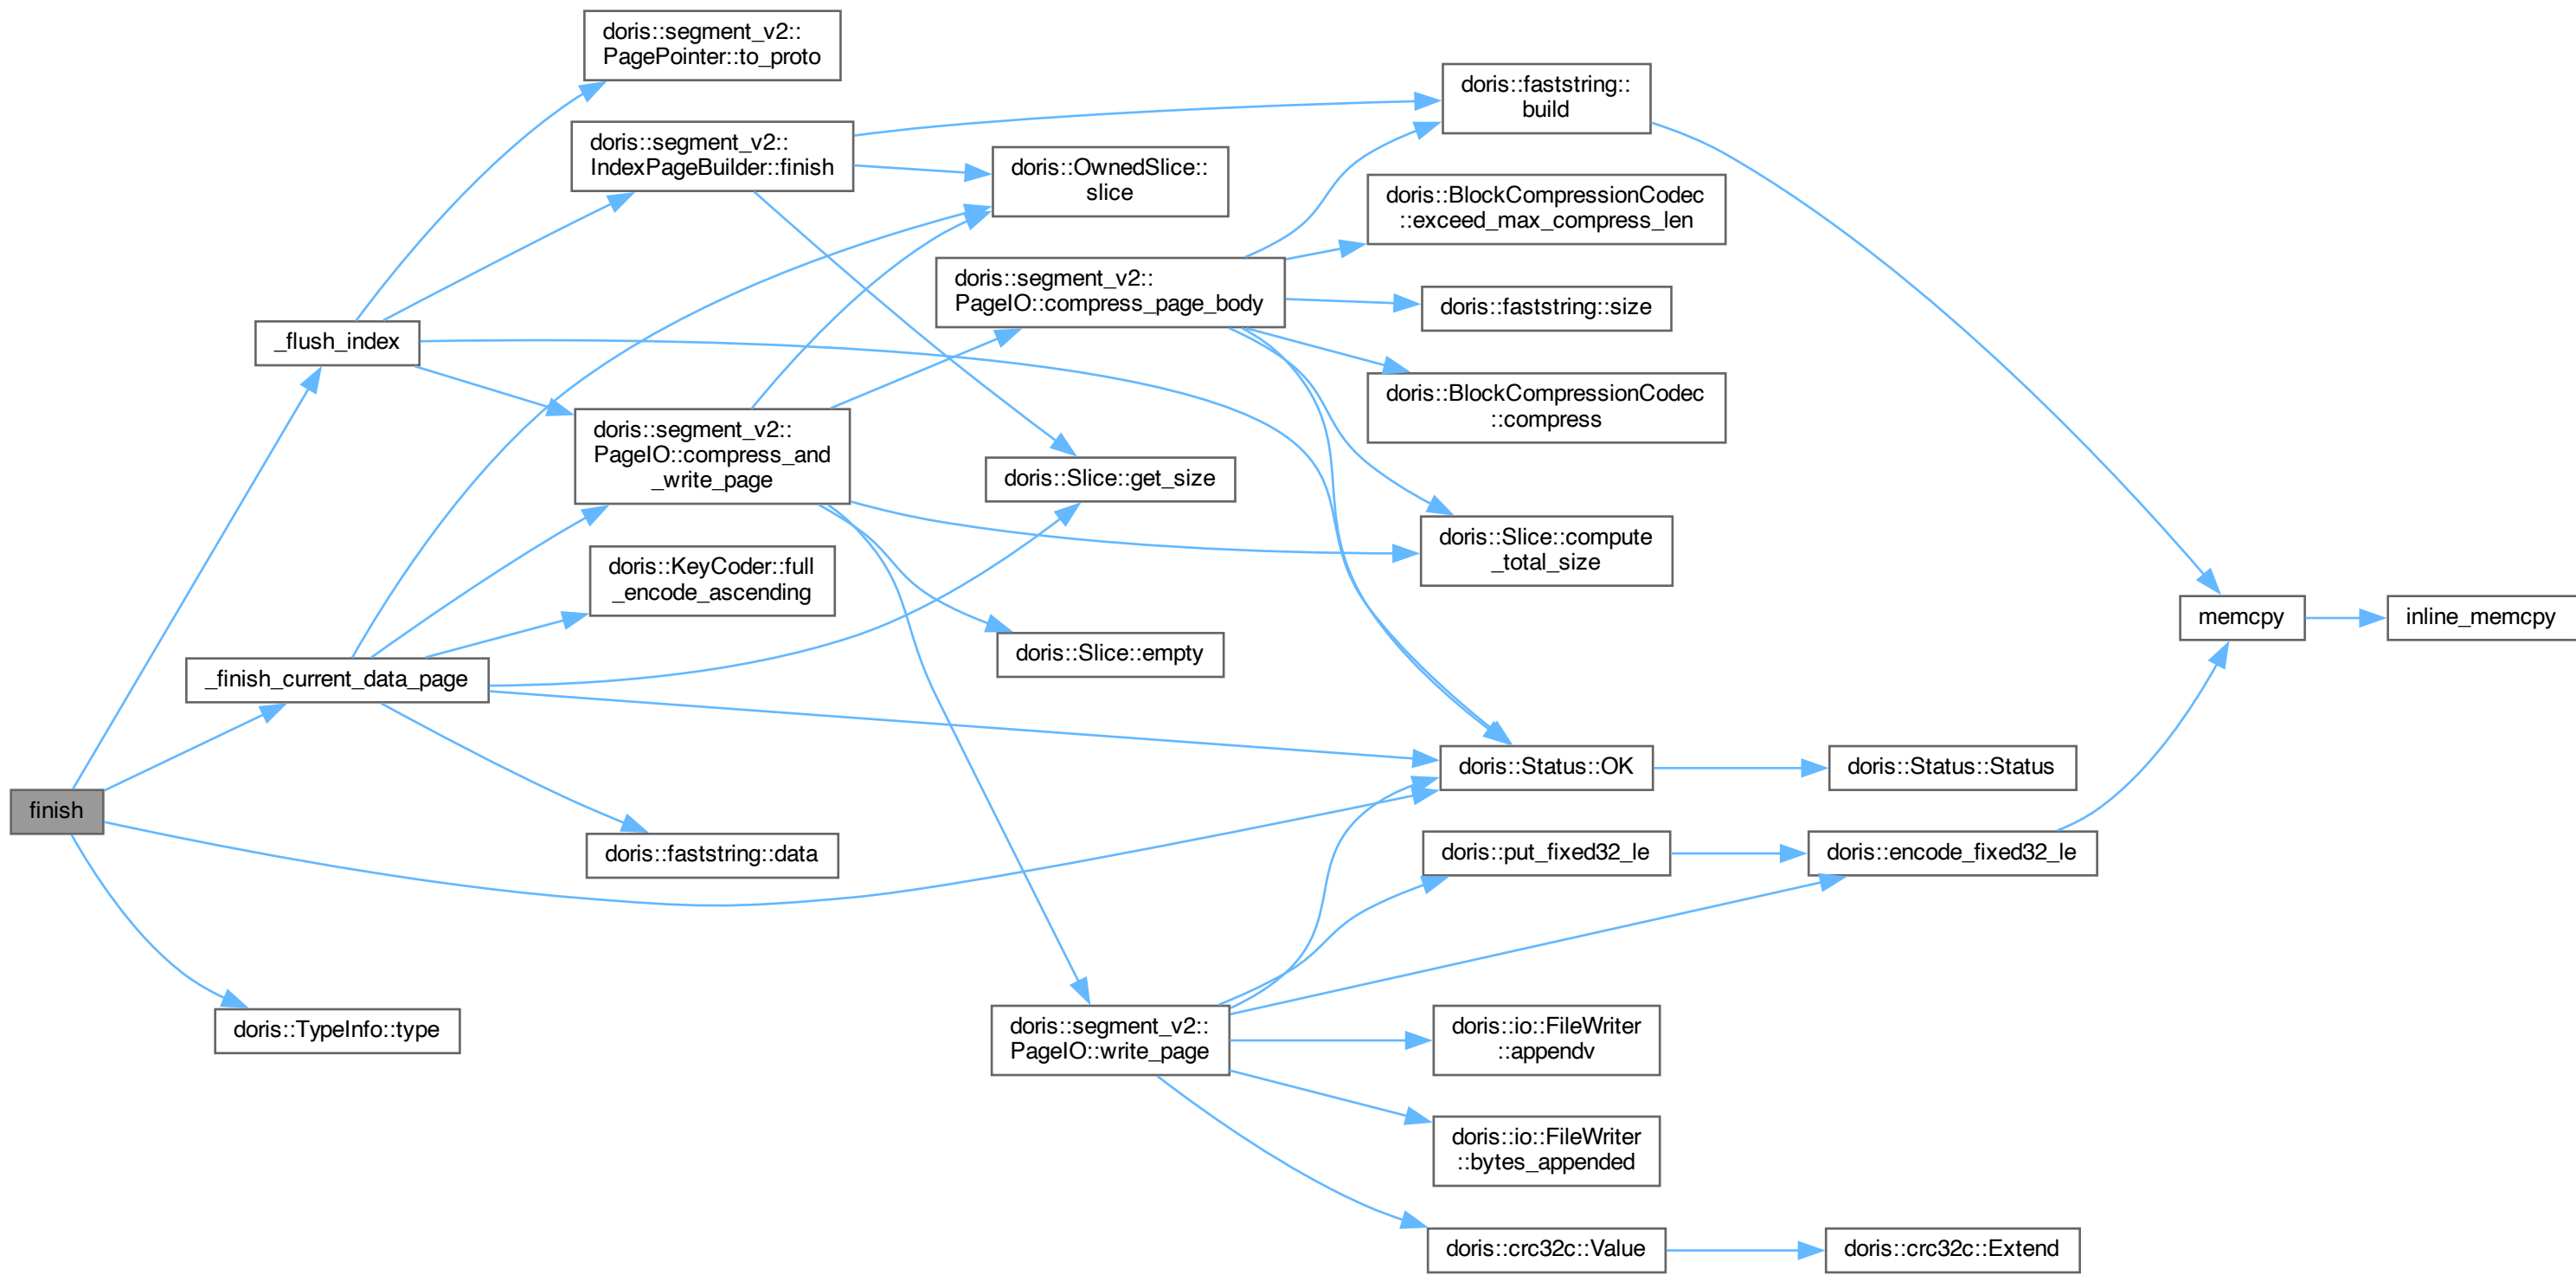 doris::segment_v2::
PagePointer::to_proto
doris::segment_v2::
IndexPageBuilder::finish
_flush_index
doris::segment_v2::
PageIO::compress_and
_write_page
doris::KeyCoder::full
_encode_ascending
_finish_current_data_page
finish
doris::faststring::data
doris::TypeInfo::type
doris::OwnedSlice::
slice
doris::segment_v2::
PageIO::compress_page_body
doris::Slice::get_size
doris::Slice::empty
doris::segment_v2::
PageIO::write_page
doris::faststring::
build
doris::BlockCompressionCodec
::exceed_max_compress_len
doris::faststring::size
doris::BlockCompressionCodec
::compress
doris::Slice::compute
_total_size
doris::Status::OK
doris::put_fixed32_le
doris::io::FileWriter
::appendv
doris::io::FileWriter
::bytes_appended
doris::crc32c::Value
doris::Status::Status
doris::encode_fixed32_le
doris::crc32c::Extend
memcpy
inline_memcpy